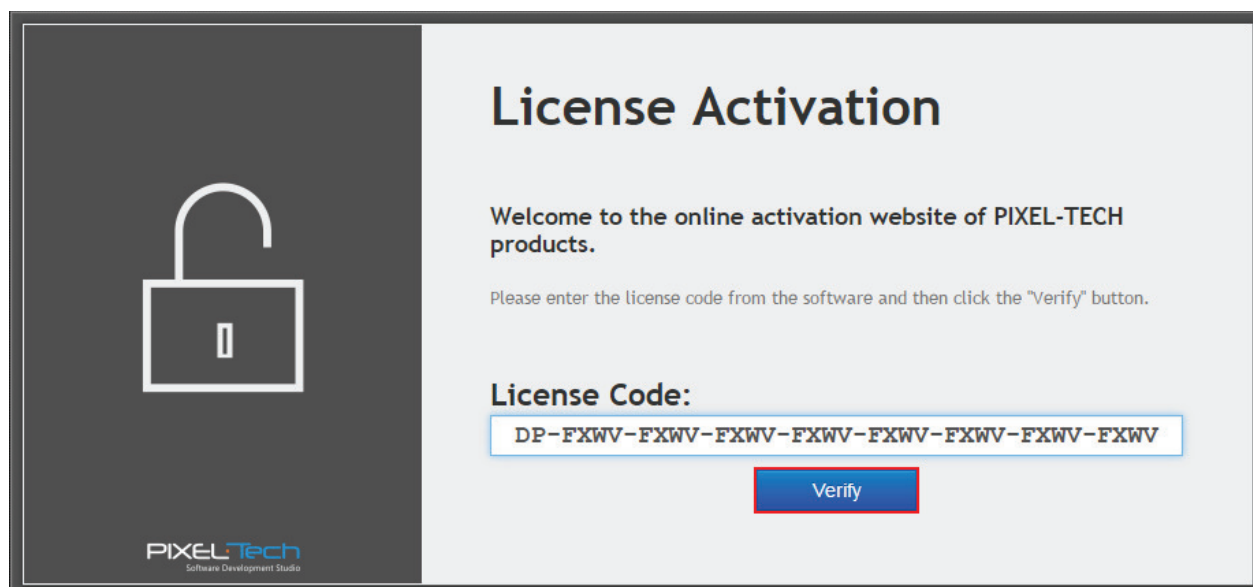 License Activation
Welcome to the online activation website of PIXEL-TECH
products.
Please enter the license code from the software and then click the "Verify" button.
License Code:
DP-FXWV-FXWV-FXWV-FXWV-FXWV-FXWV-FXWV-FXWV
Verify
PIXEL-Tech
Software Development Studio